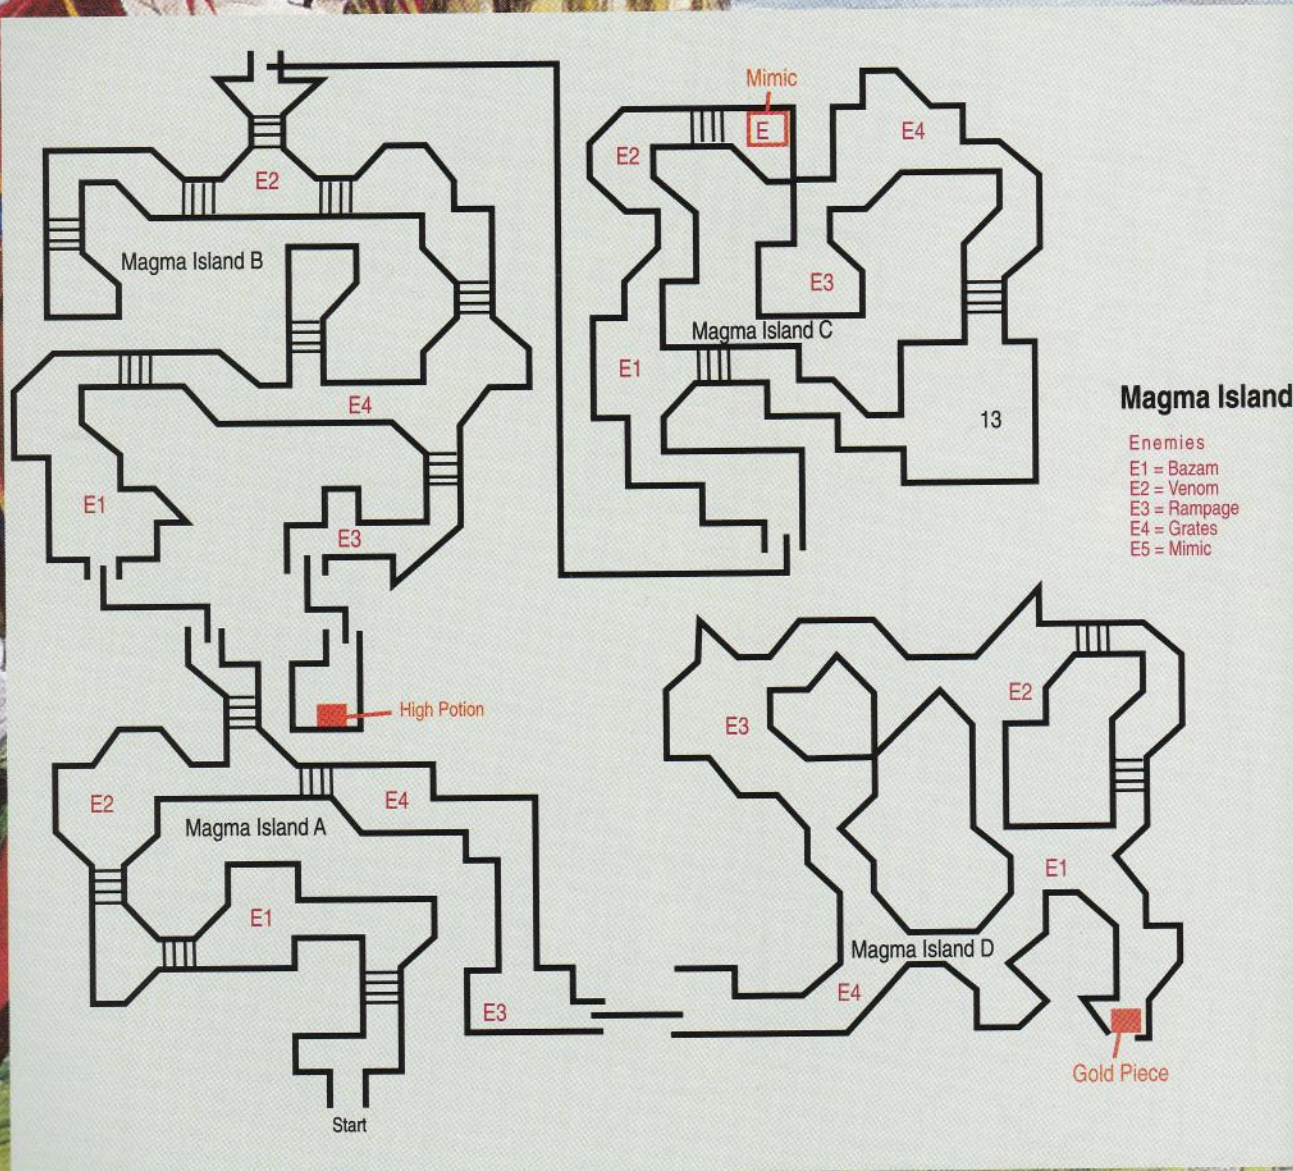 Mimic
E
E4
E2
E2
Magma Island B
E3
Magma Island C
E1
E4
13
Magma Island
Enemies
E1 = Bazam
E2 = Venom
E3 = Rampage
E4 = Grates
E5 = Mimic
E1
E3
High Potion
E2
E3
E2
E4
Magma Island A
E1
E1
Magma Island D
E4
E3
Gold Piece
Start